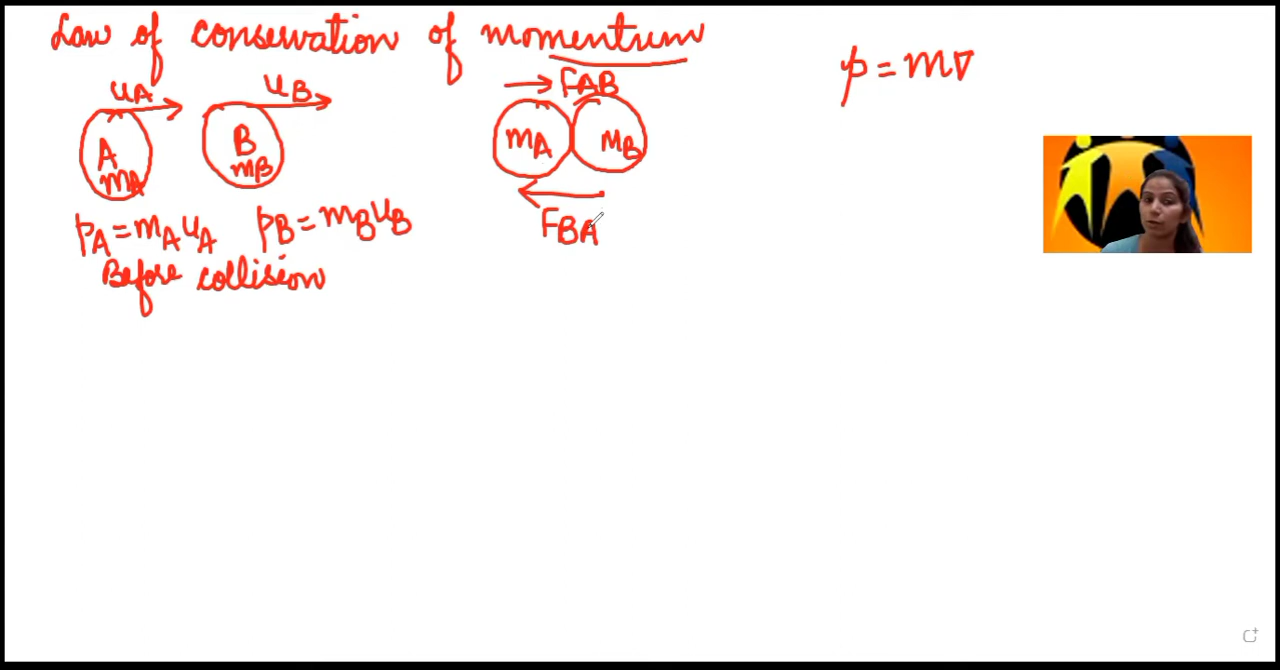 Law of conservation of momentum
p = mv
uA uB FAB
A B mA mB
mA mB
FBA
pA = mAuA pB = mBuB
Before collision